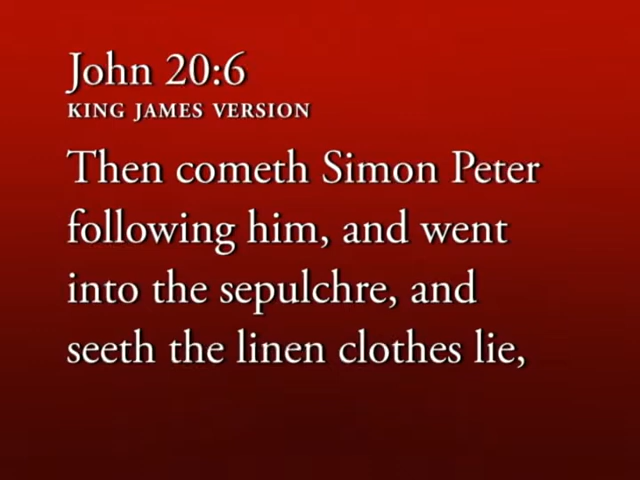 John 20:6
KING JAMES VERSION
Then cometh Simon Peter
following him, and went
into the sepulchre, and
seeth the linen clothes lie,